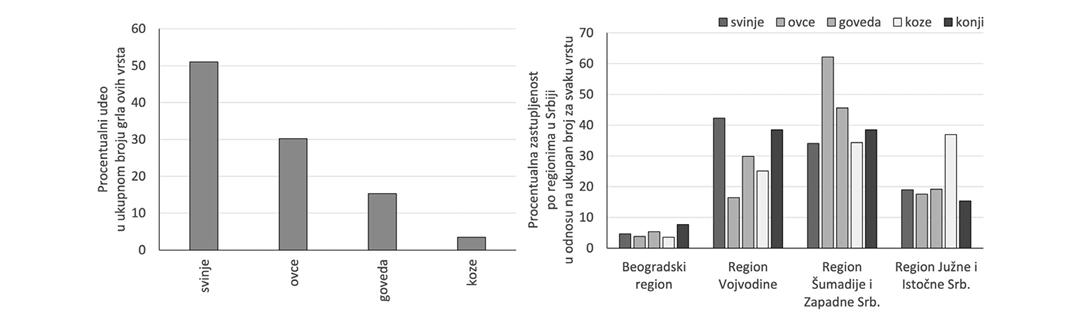 Procentualni udeo
u ukupnom broju grla ovih vrsta
60
50
40
30
20
10
0
svinje
ovce
goveda
koze
svinje ovce goveda koze konji
Procentualna zastupljenost
po regionima u Srbiji
u odnosu na ukupan broj za svaku vrstu
70
60
50
40
30
20
10
0
Beogradski
region
Region
Vojvodine
Region
Šumadije i
Zapadne Srb.
Region Južne i
Istočne Srb.